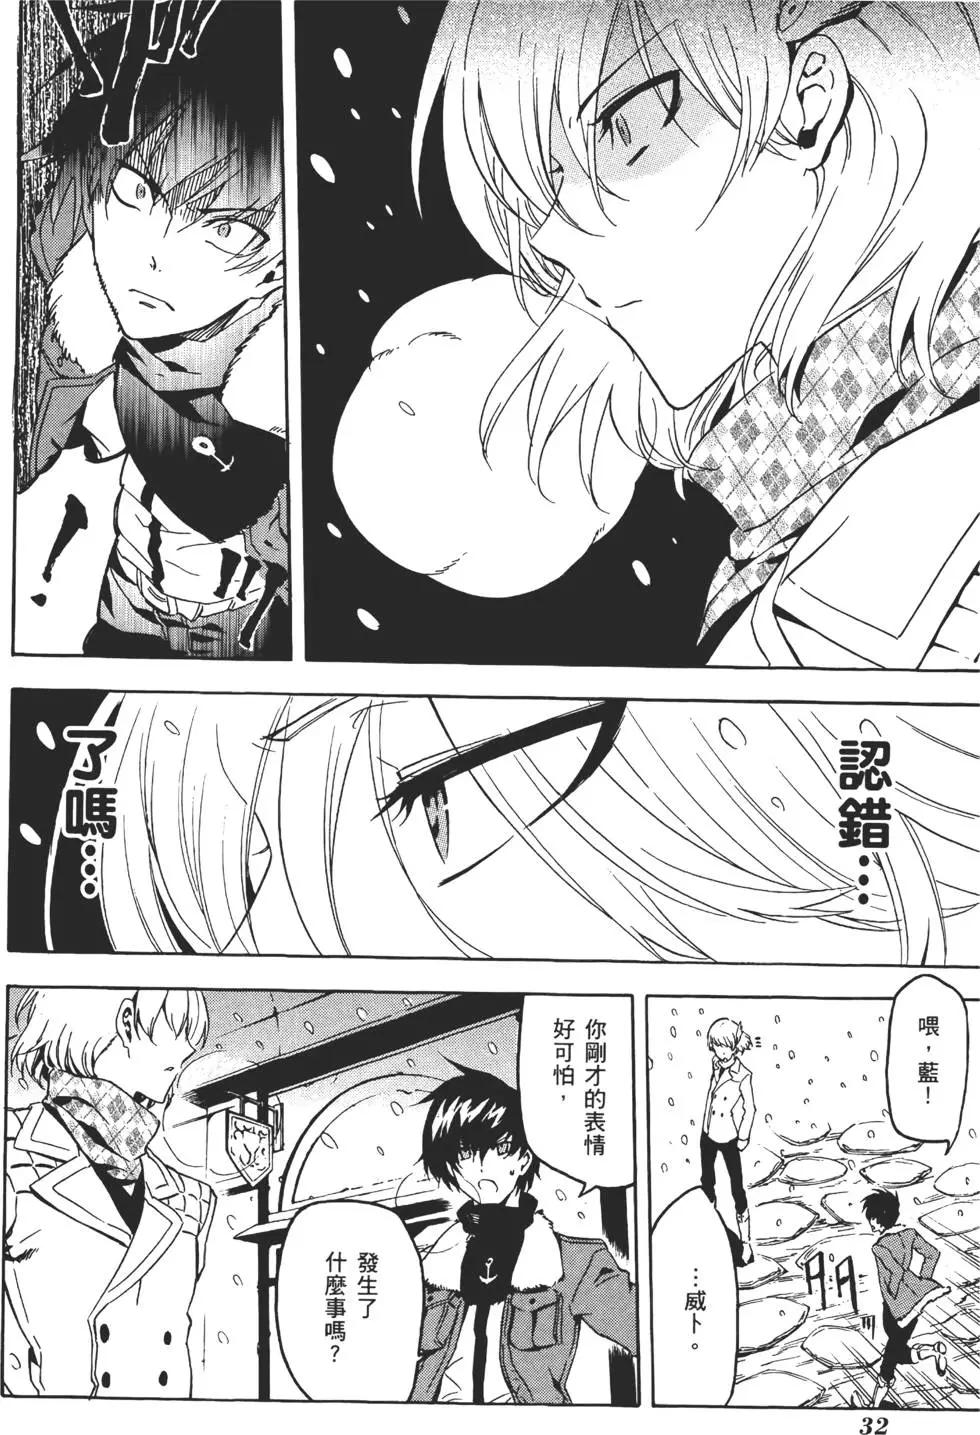 認錯…
了嗎…
喂，藍！
…威卜。
你剛才的表情
好可怕，
發生了
什麼事嗎？
32